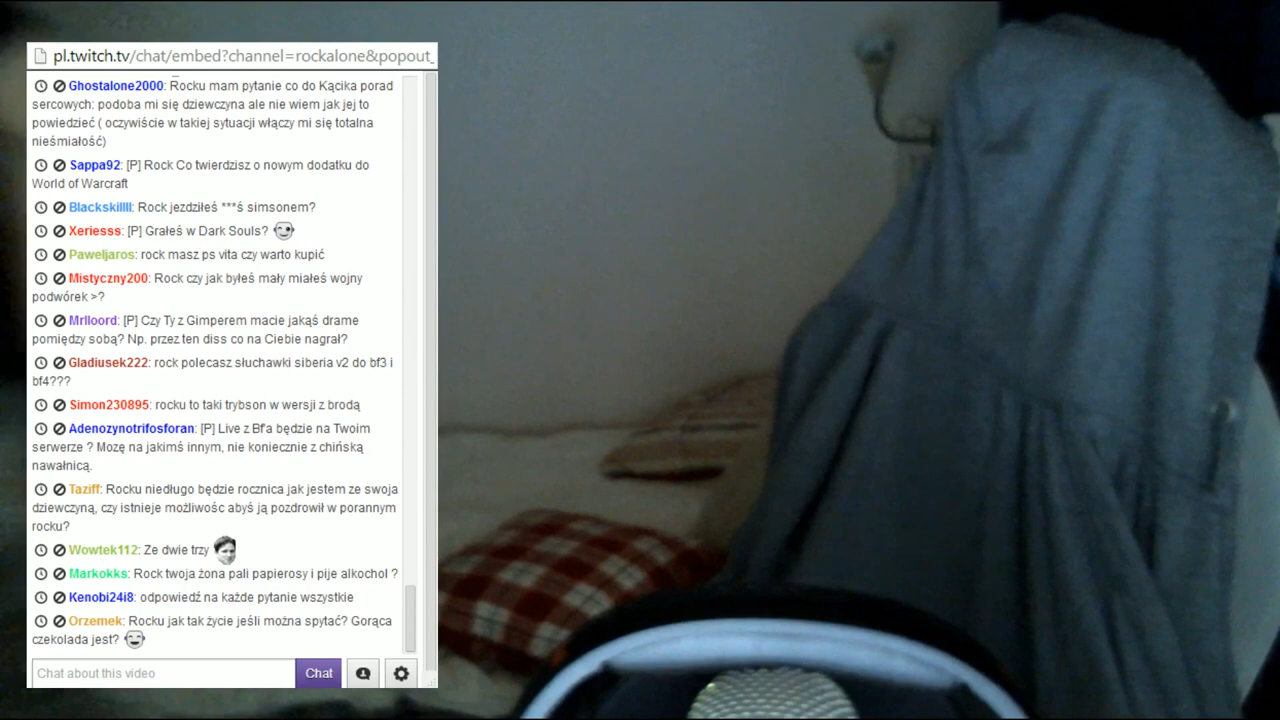 pl.twitch.tv/chat/embed?channel=rockalone&popout_
Ghostalone2000: Rocku mam pytanie co do Kącika porad
sercowych: podoba mi się dziewczyna ale nie wiem jak jej to
powiedzieć ( oczywiście w takiej sytuacji włączy mi się totalna
nieśmiałość)
Sappa92: [P] Rock Co twierdzisz o nowym dodatku do
World of Warcraft
Blackskillll: Rock jezdziłeś ***ś simsonem?
Xeriesss: [P] Grałeś w Dark Souls?
Paweljaros: rock masz ps vita czy warto kupić
Mistyczny200: Rock czy jak byłeś mały miałeś wojny
podwórek >?
Mrlloord: [P] Czy Ty z Gimperem macie jakąś drame
pomiędzy sobą? Np. przez ten diss co na Ciebie nagrał?
Gladiusek222: rock polecasz słuchawki siberia v2 do bf3 i
bf4???
Simon230895: rocku to taki trybson w wersji z brodą
Adenozynotrifosforan: [P] Live z Bf'a będzie na Twoim
serwerze ? Mozę na jakimś innym, nie koniecznie z chińską
nawałnicą.
Taziff: Rocku niedługo będzie rocznica jak jestem ze swoja
dziewczyną, czy istnieje możliwośc abyś ją pozdrowił w porannym
rocku?
Wowtek112: Ze dwie trzy
Markokks: Rock twoja żona pali papierosy i pije alkochol ?
Kenobi24i8: odpowiedź na każde pytanie wszystkie
Orzemek: Rocku jak tak życie jeśli można spytać? Gorąca
czekolada jest?
Chat about this video
Chat